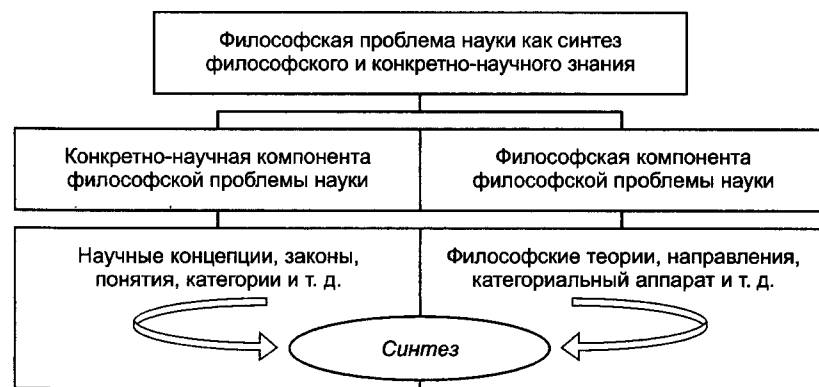 Философская проблема науки как синтез
философского и конкретно-научного знания
Конкретно-научная компонента
философской проблемы науки
Философская компонента
философской проблемы науки
Научные концепции, законы,
понятия, категории и т. д.
Философские теории, направления,
категориальный аппарат и т. д.
Синтез